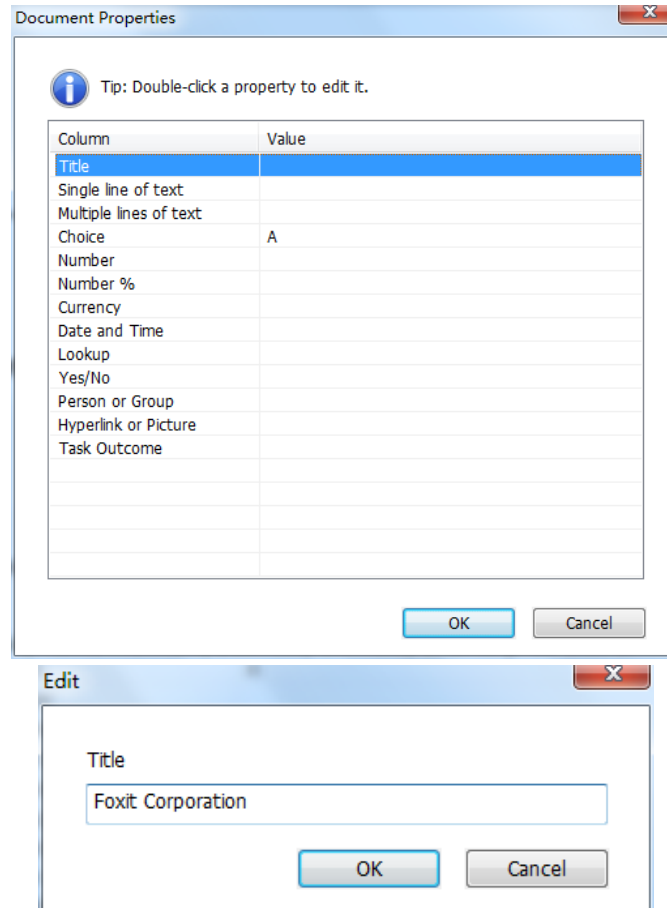 Document Properties
Tip: Double-click a property to edit it.
Column Value
Title
Single line of text
Multiple lines of text
Choice A
Number
Number %
Currency
Date and Time
Lookup
Yes/No
Person or Group
Hyperlink or Picture
Task Outcome
OK Cancel
Edit
Title
Foxit Corporation
OK Cancel